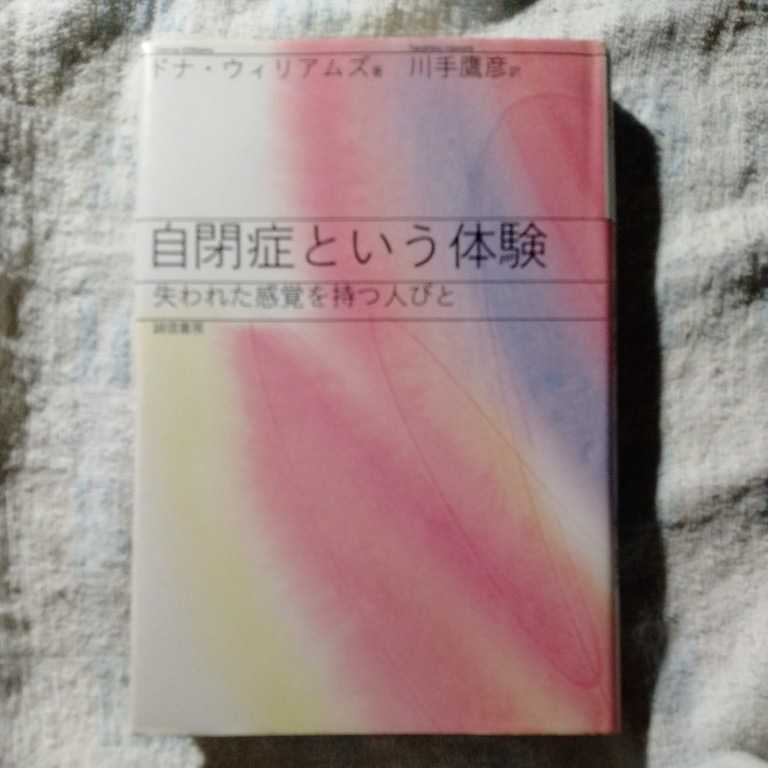 ドナ・ウィリアムズ著 川手鷹彦訳
自閉症という体験
失われた感覚を持つ人びと
誠信書房